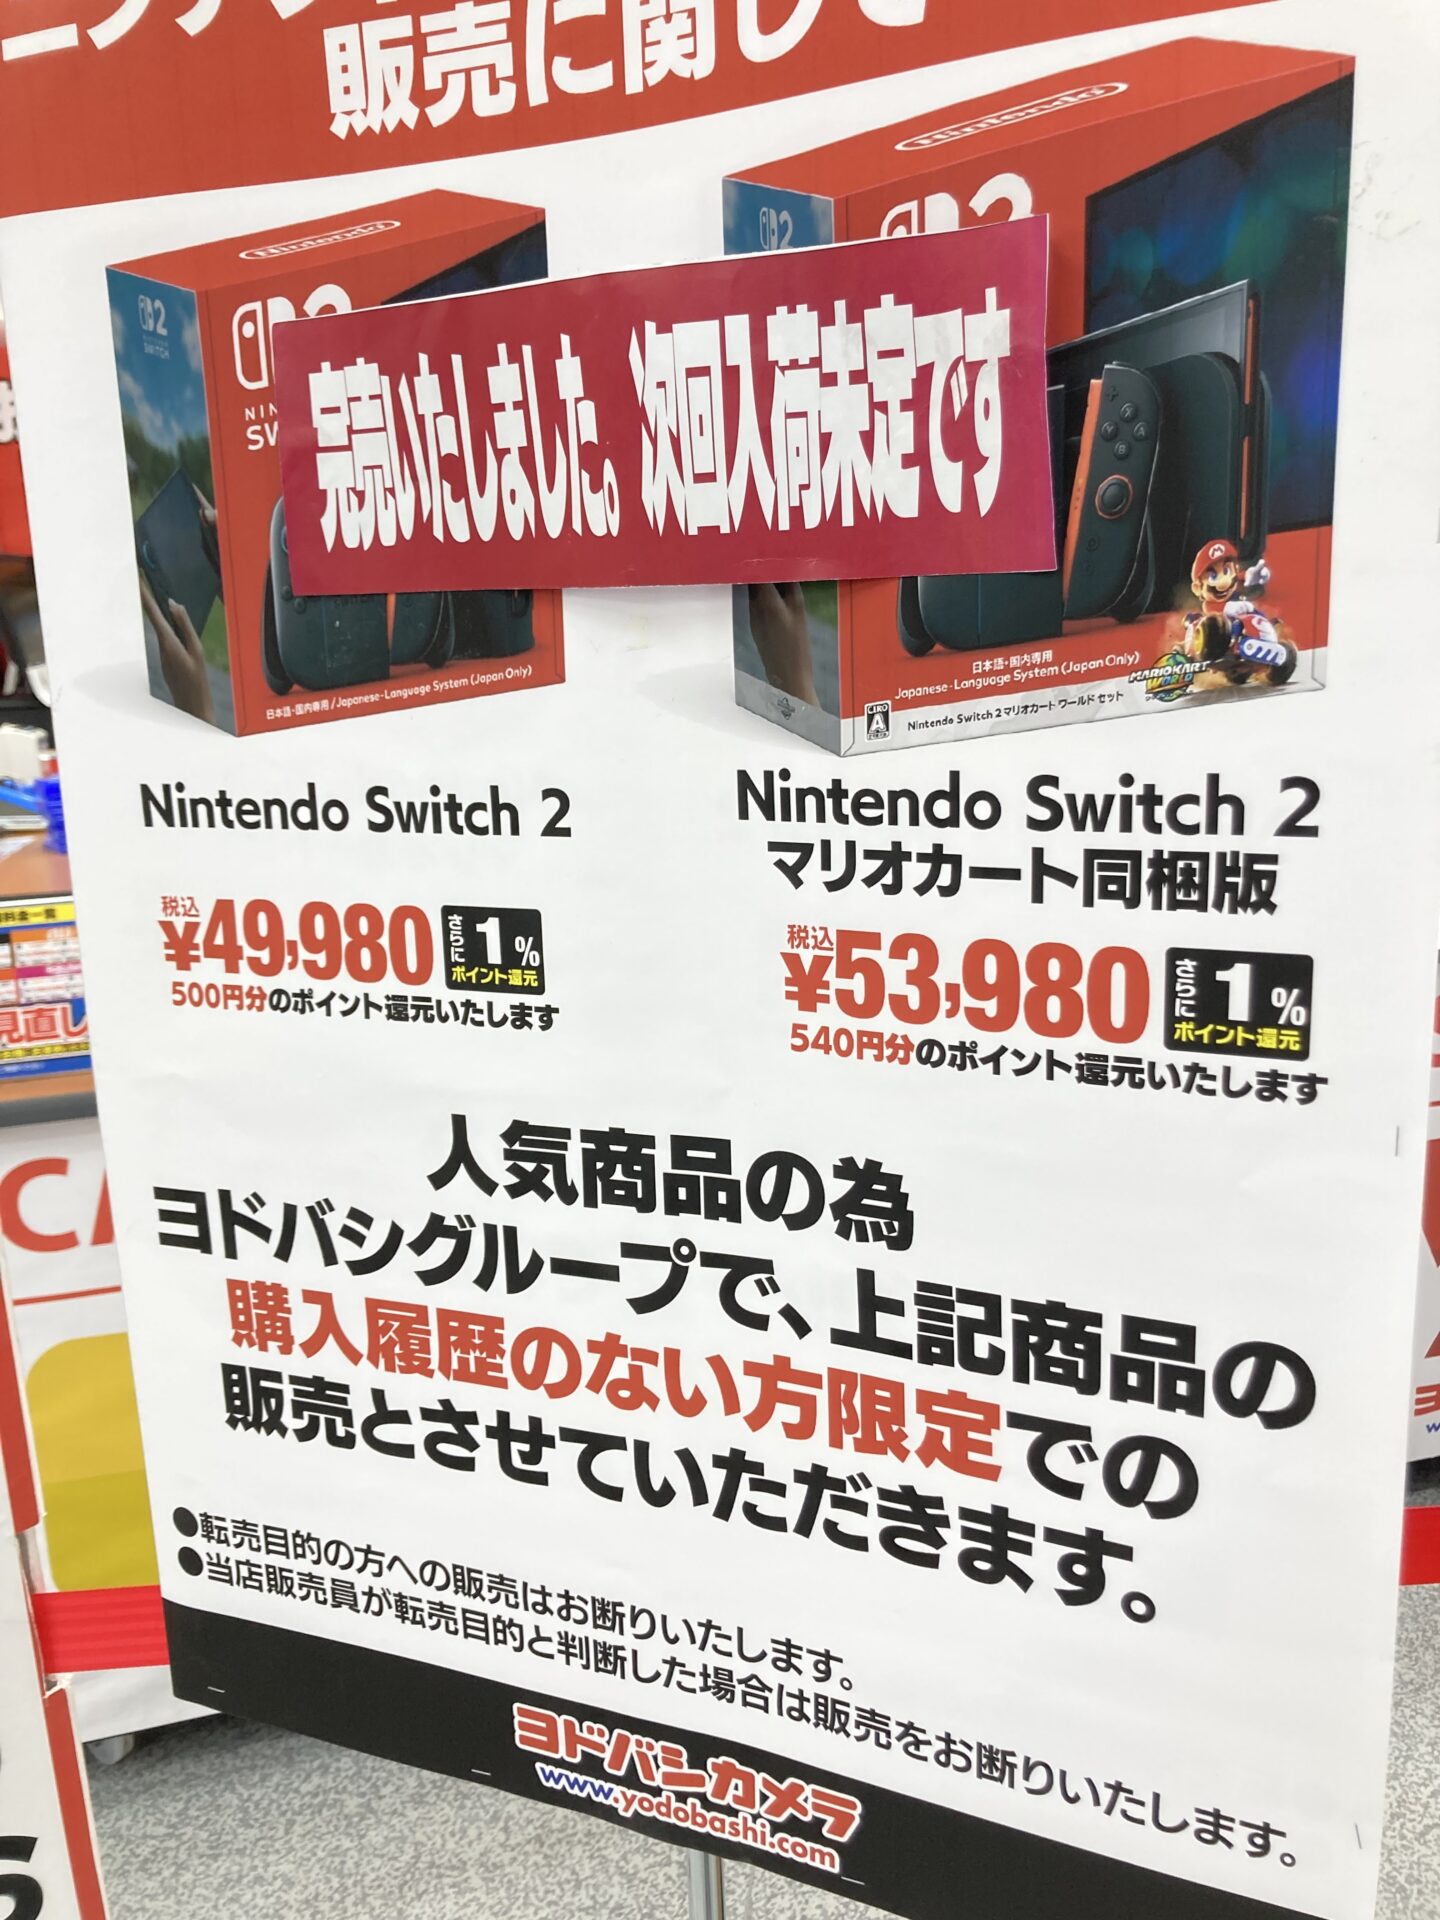 販売に関して
Nintendo
Nintendo
2
SWITCH
2
2
完売いたしました。次回入荷未定です
日本語・国内専用/Japanese-Language System (Japan Only)
日本語・国内専用
Japanese-Language System (Japan Only)
MARIOKART
WORLD
CERO
A
Nintendo Switch 2 マリオカート ワールド セット
Nintendo Switch 2
税込
¥49,980
さらに1%
ポイント還元
500円分のポイント還元いたします
Nintendo Switch 2
マリオカート同梱版
税込
¥53,980
さらに1%
ポイント還元
540円分のポイント還元いたします
人気商品の為
ヨドバシグループで、上記商品の
購入履歴のない方限定での
販売とさせていただきます。
●転売目的の方への販売はお断りいたします。
●当店販売員が転売目的と判断した場合は販売をお断りいたします。
ヨドバシカメラ
www.yodobashi.com